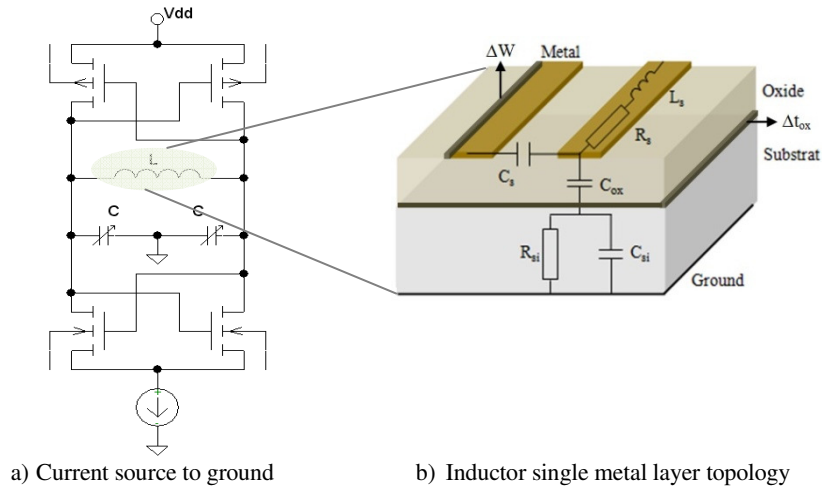 Vdd
L
C
C
ΔW
Metal
Ls
Rs
Oxide
Δtox
Substrat
Cs
Cox
Rsi
Csi
Ground
a) Current source to ground
b) Inductor single metal layer topology